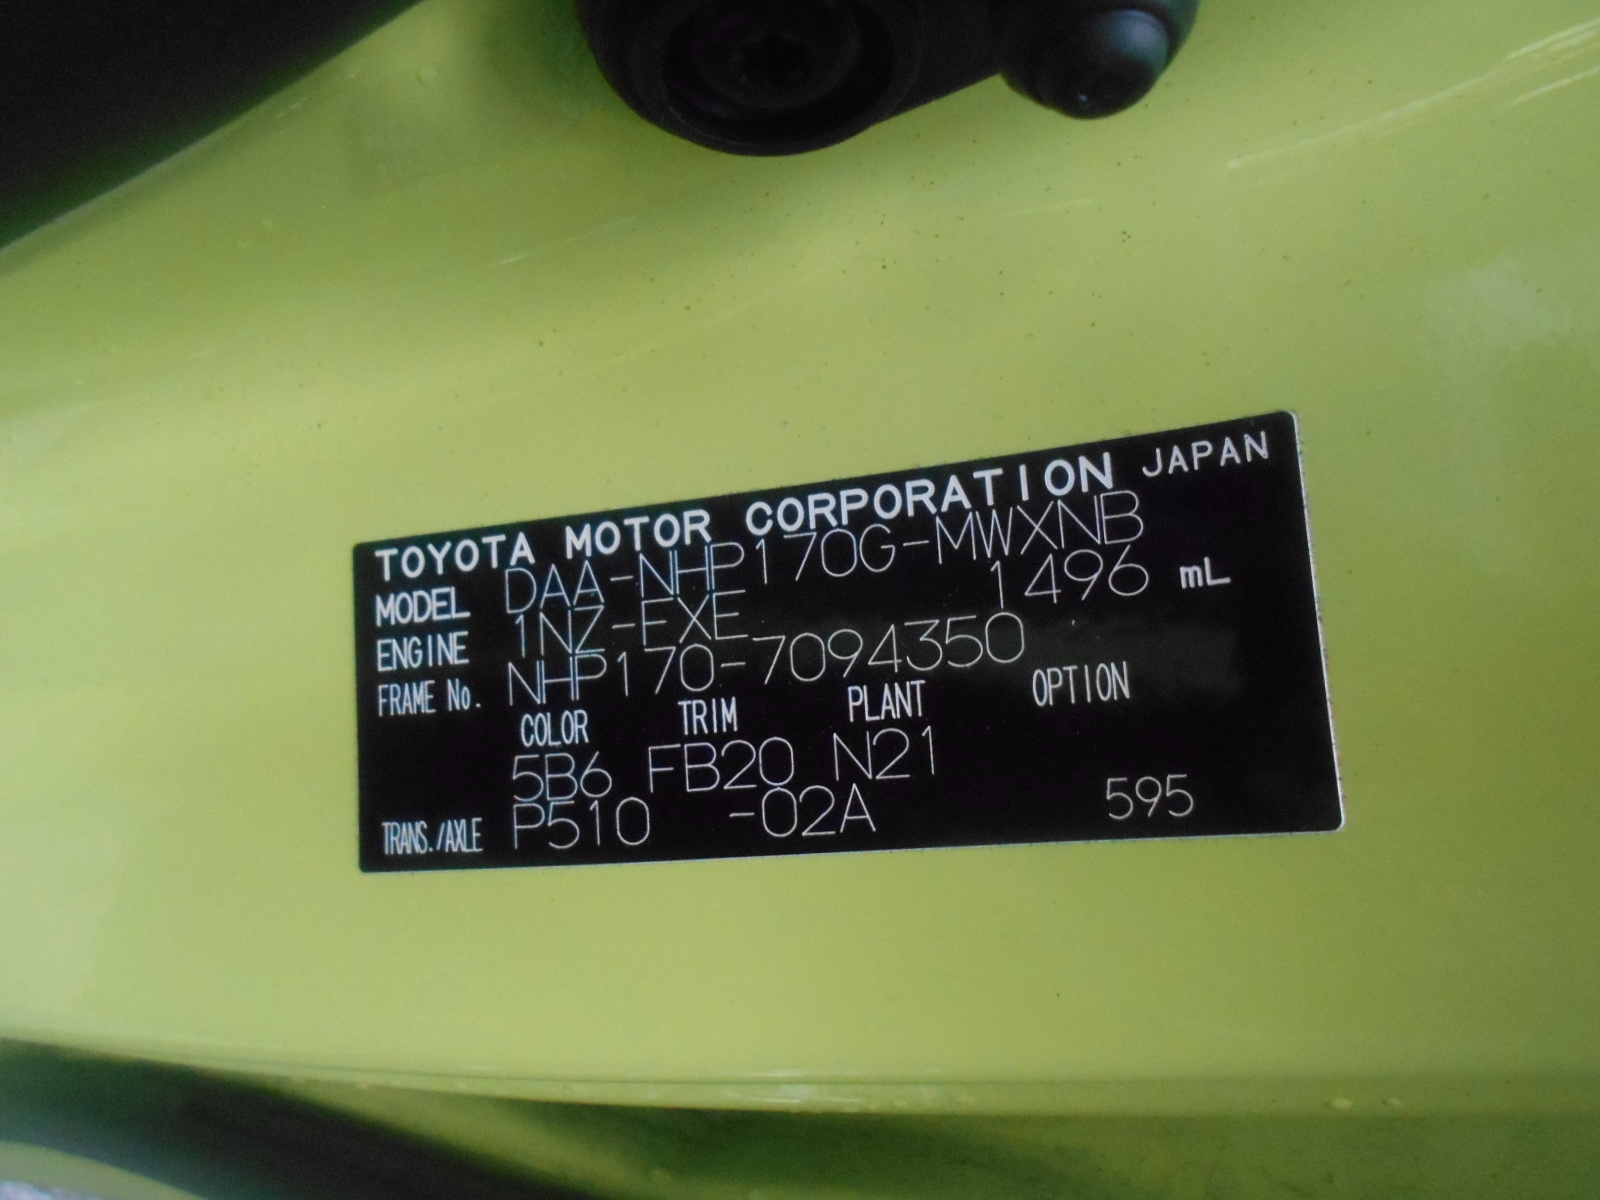 TOYOTA MOTOR CORPORATION JAPAN
MODEL DAA-NHP170G-MWXNB
ENGINE 1NZ-FXE 1496 mL
FRAME No. NHP170-7094350
COLOR TRIM PLANT OPTION
5B6 FB20 N21
TRANS./AXLE P510 -02A 595